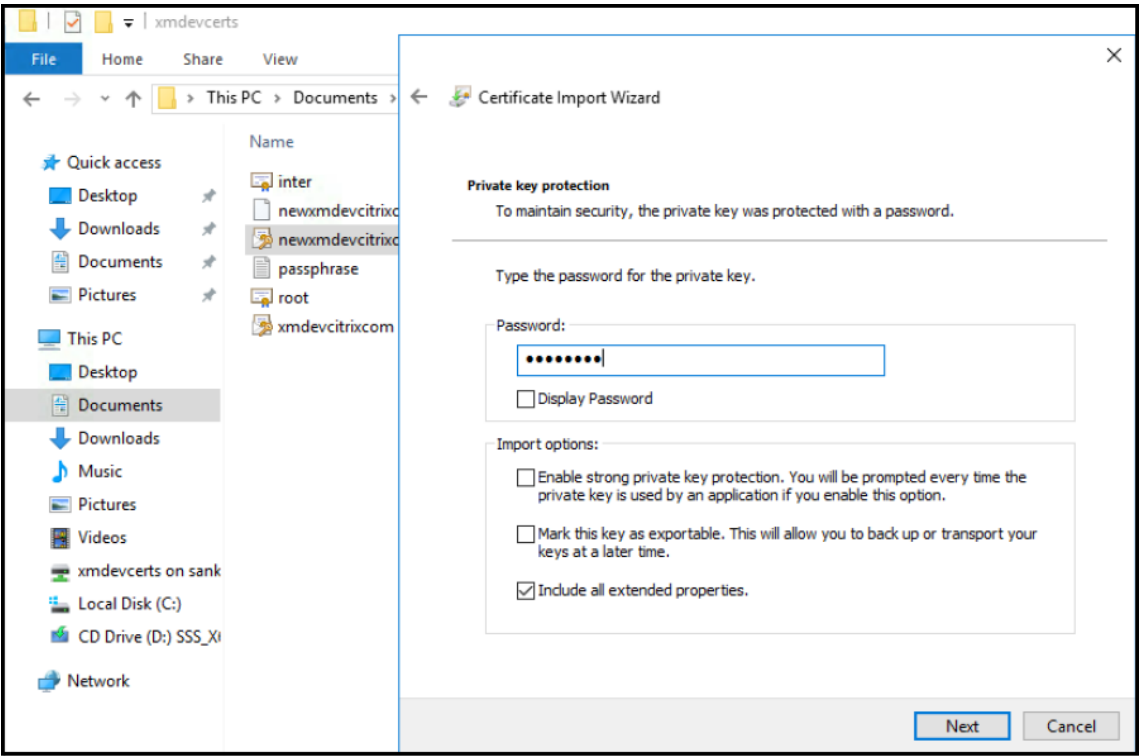 xmdevcerts
File Home Share View
This PC > Documents >
Name
Quick access
Desktop
Downloads
Documents
Pictures
This PC
Desktop
Documents
Downloads
Music
Pictures
Videos
xmdevcerts on sank
Local Disk (C:)
CD Drive (D:) SSS_X
Network
inter
newxmdevcitrixc
newxmdevcitrixc
passphrase
root
xmdevcitrixcom
Certificate Import Wizard
Private key protection
To maintain security, the private key was protected with a password.
Type the password for the private key.
Password:
••••••••
Display Password
Import options:
Enable strong private key protection. You will be prompted every time the
private key is used by an application if you enable this option.
Mark this key as exportable. This will allow you to back up or transport your
keys at a later time.
Include all extended properties.
Next Cancel